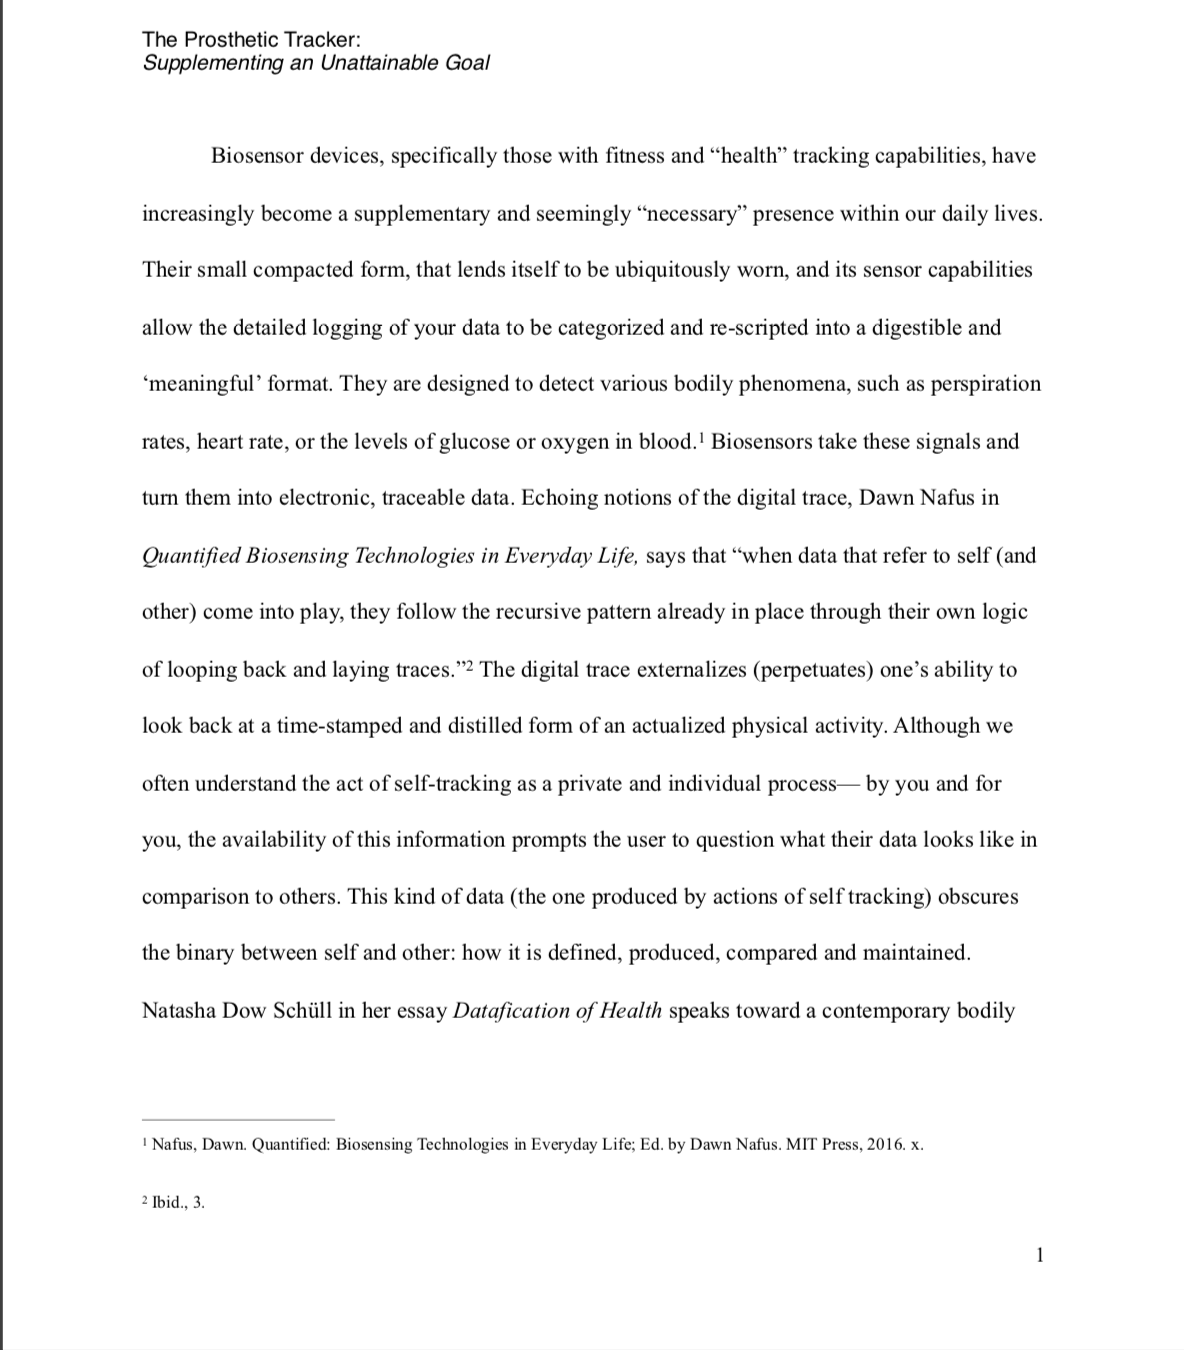 The Prosthetic Tracker:
Supplementing an Unattainable Goal
Biosensor devices, specifically those with fitness and “health” tracking capabilities, have
increasingly become a supplementary and seemingly “necessary” presence within our daily lives.
Their small compacted form, that lends itself to be ubiquitously worn, and its sensor capabilities
allow the detailed logging of your data to be categorized and re-scripted into a digestible and
‘meaningful’ format. They are designed to detect various bodily phenomena, such as perspiration
rates, heart rate, or the levels of glucose or oxygen in blood.¹ Biosensors take these signals and
turn them into electronic, traceable data. Echoing notions of the digital trace, Dawn Nafus in
Quantified Biosensing Technologies in Everyday Life, says that “when data that refer to self (and
other) come into play, they follow the recursive pattern already in place through their own logic
of looping back and laying traces.”² The digital trace externalizes (perpetuates) one’s ability to
look back at a time-stamped and distilled form of an actualized physical activity. Although we
often understand the act of self-tracking as a private and individual process— by you and for
you, the availability of this information prompts the user to question what their data looks like in
comparison to others. This kind of data (the one produced by actions of self tracking) obscures
the binary between self and other: how it is defined, produced, compared and maintained.
Natasha Dow Schüll in her essay Datafication of Health speaks toward a contemporary bodily
¹ Nafus, Dawn. Quantified: Biosensing Technologies in Everyday Life; Ed. by Dawn Nafus. MIT Press, 2016. x.
² Ibid., 3.
1